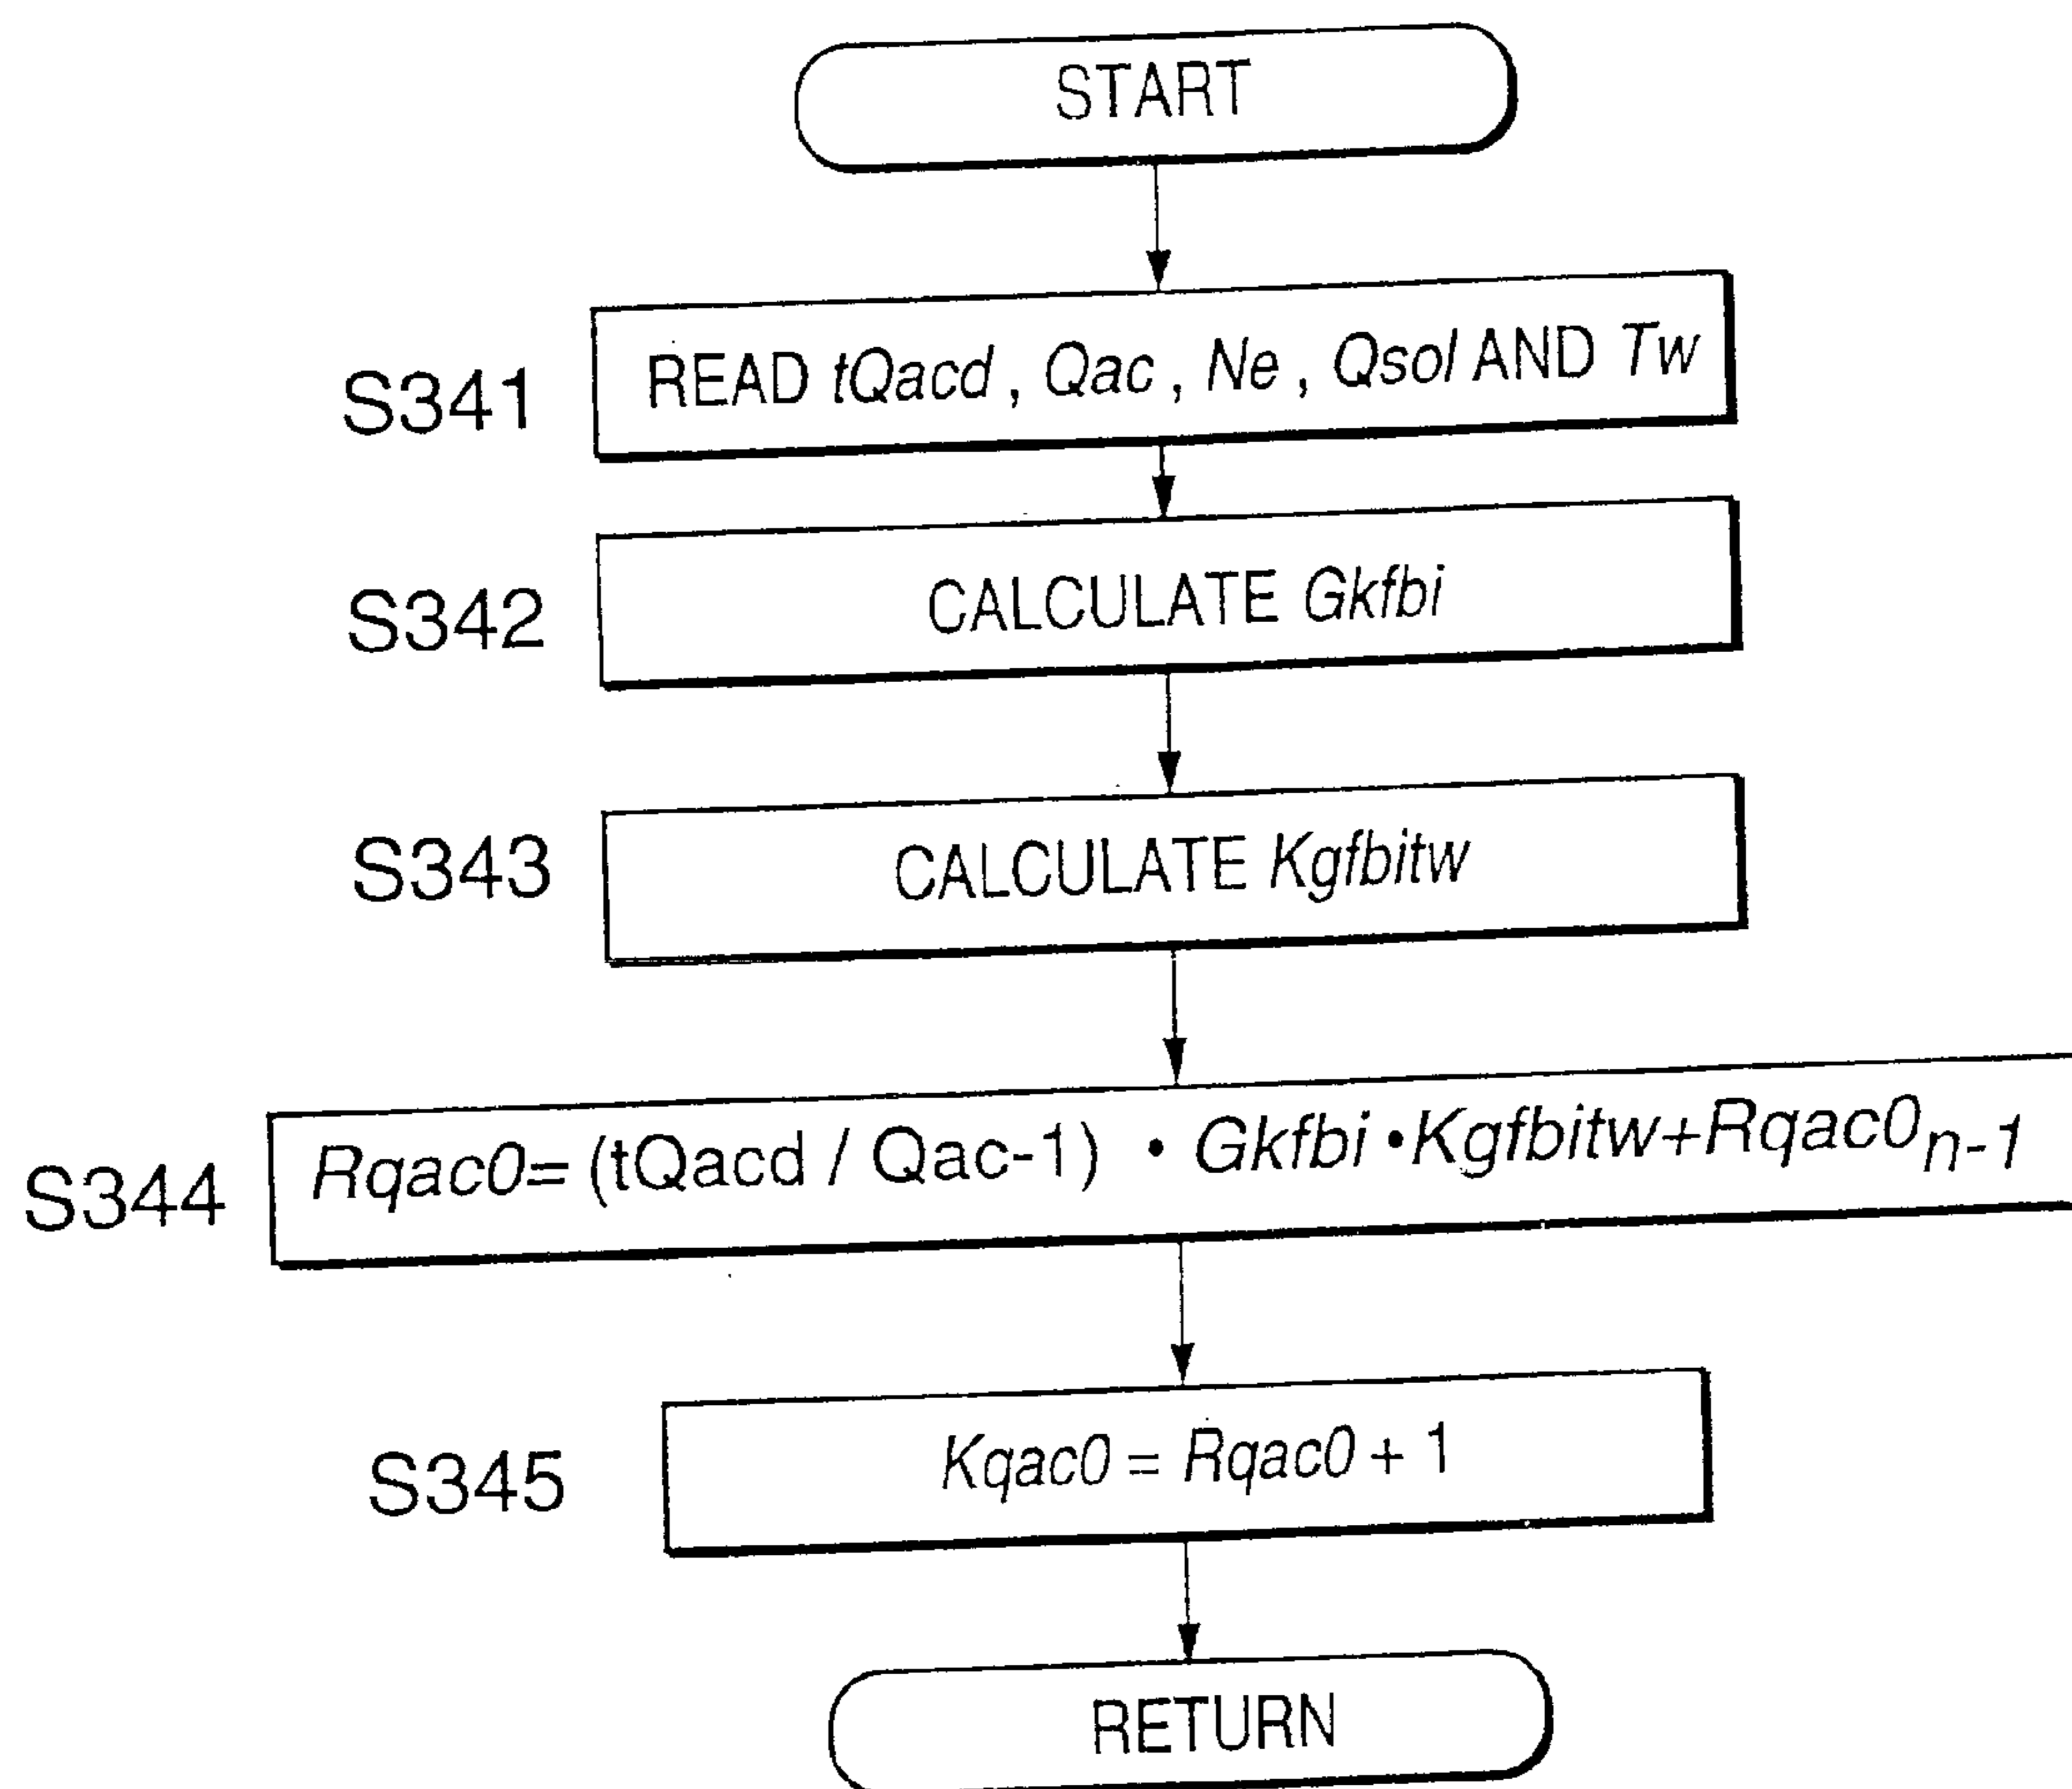 START
S341
READ tQacd, Qac, Ne, Qsol AND Tw
S342
CALCULATE Gkfbi
S343
CALCULATE Kgfbitw
S344
Rqac0= (tQacd / Qac-1) • Gkfbi •Kgfbitw+Rqac0n-1
S345
Kqac0 = Rqac0 + 1
RETURN